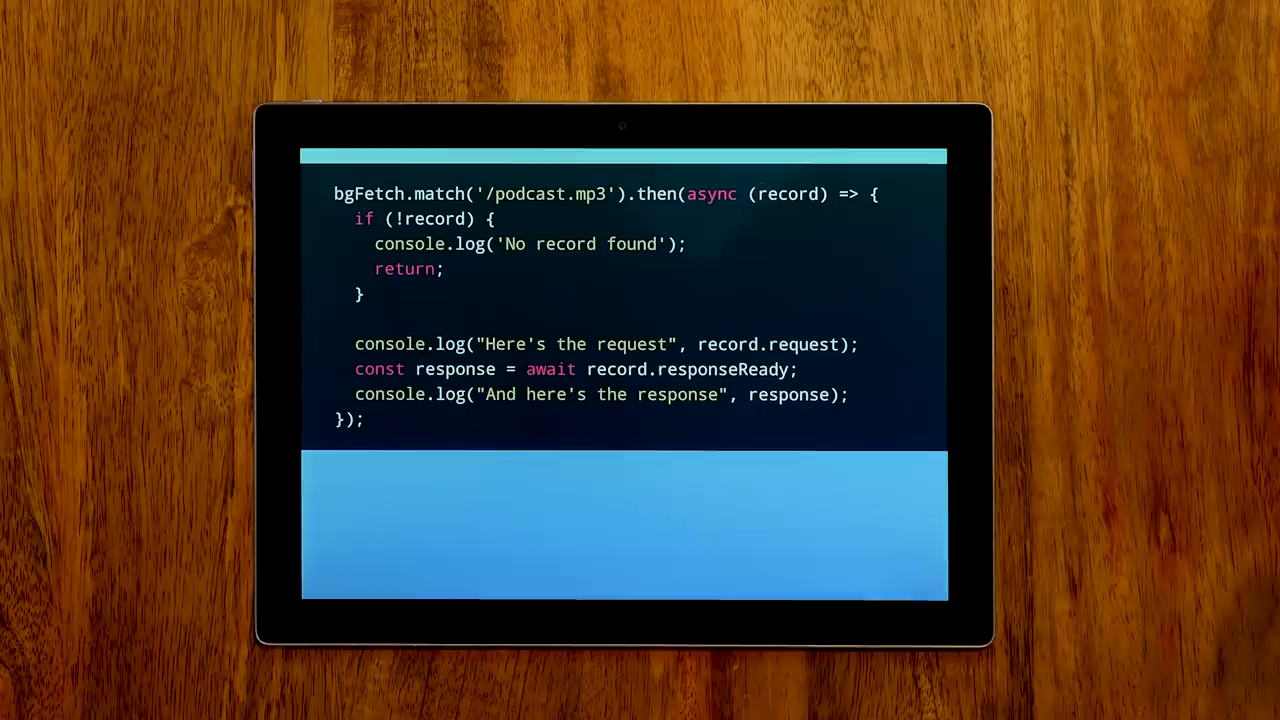 bgFetch.match('/podcast.mp3').then(async (record) => {
  if (!record) {
    console.log('No record found');
    return;
  }

  console.log("Here's the request", record.request);
  const response = await record.responseReady;
  console.log("And here's the response", response);
});